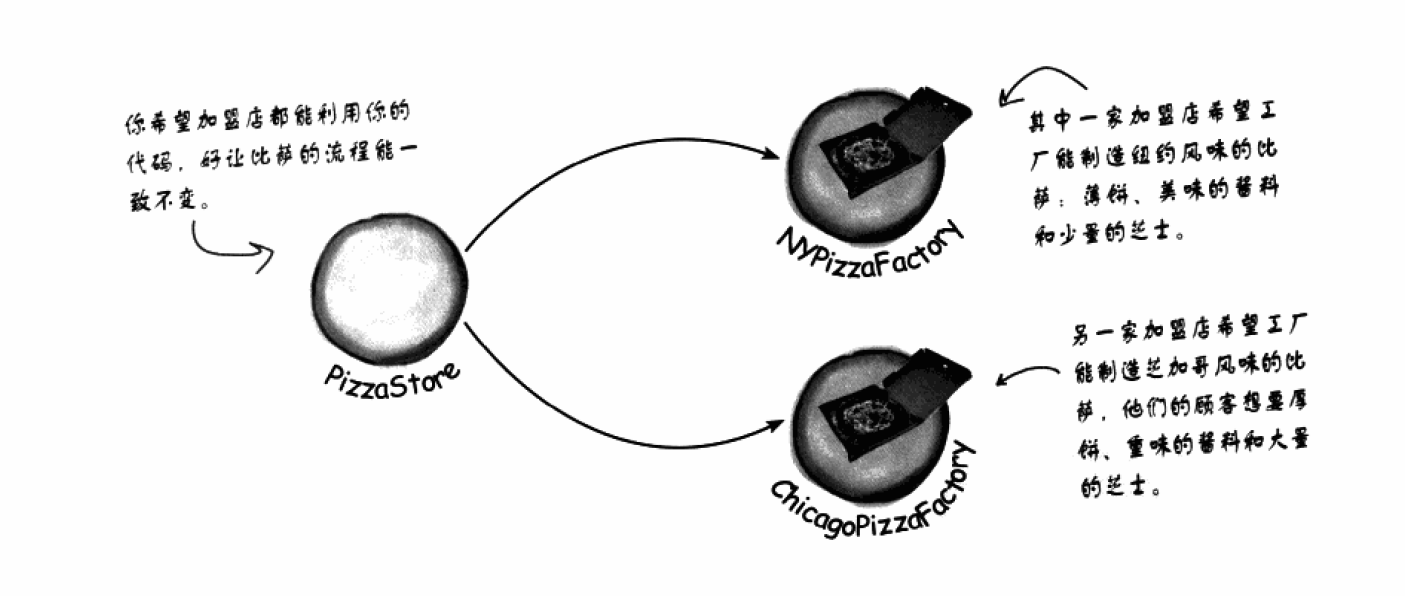 你希望加盟店都能利用你的
代码，好让比萨的流程能一
致不变。
PizzaStore
NYPizzaFactory
其中一家加盟店希望工
厂能制造纽约风味的比
萨：薄饼、美味的酱料
和少量的芝士。
ChicagoPizzaFactory
另一家加盟店希望工厂
能制造芝加哥风味的比
萨，他们的顾客想要厚
饼、重味的酱料和大量
的芝士。